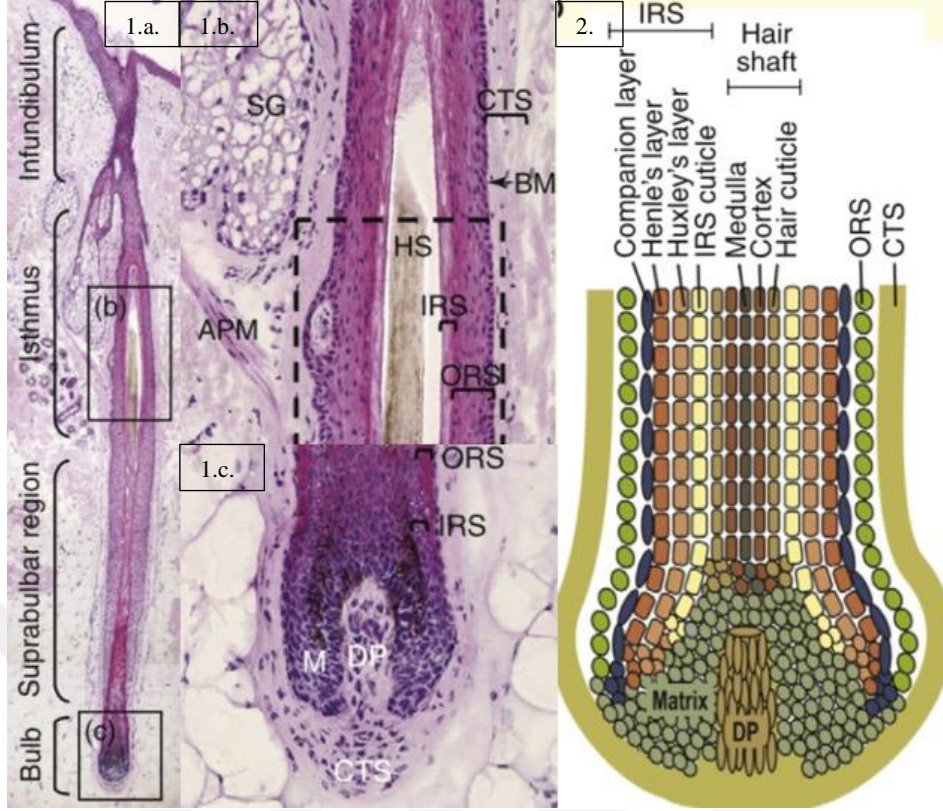 1.a.
Infundibulum
Isthmus
(b)
Suprabulbar region
Bulb
(c)
1.b.
SG
CTS
BM
HS
APM
IRS
ORS
1.c.
ORS
IRS
M
DP
CTS
2.
IRS
Hair
shaft
Companion layer
Henle's layer
Huxley's layer
IRS cuticle
Medulla
Cortex
Hair cuticle
ORS
CTS
Matrix
DP